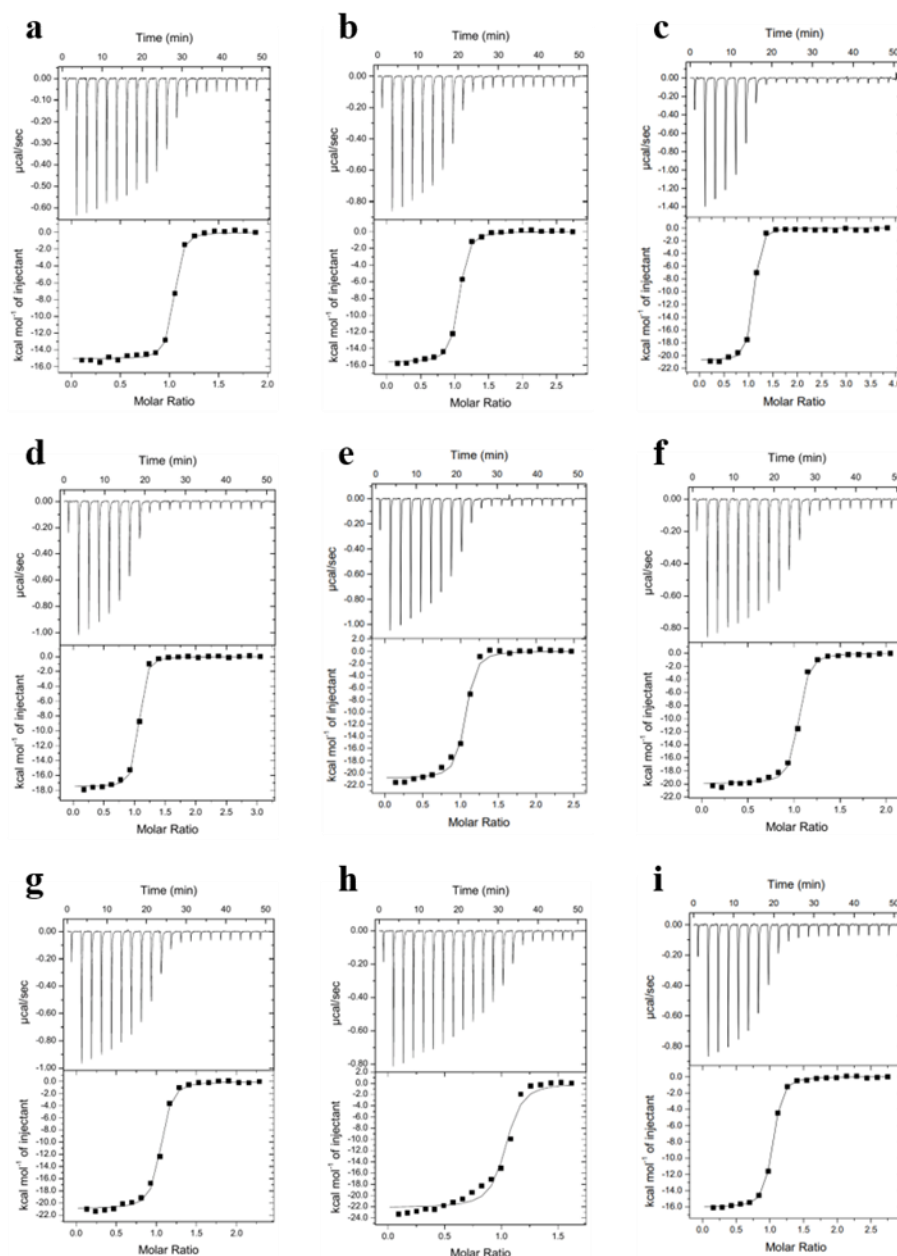 a
Time (min)
0 10 20 30 40 50
0.00
-0.10
-0.20
-0.30
-0.40
-0.50
-0.60
µcal/sec
0.0
-2.0
-4.0
-6.0
-8.0
-10.0
-12.0
-14.0
-16.0
kcal mol⁻¹ of injectant
0.0 0.5 1.0 1.5 2.0
Molar Ratio
b
Time (min)
0 10 20 30 40 50
0.00
-0.20
-0.40
-0.60
-0.80
µcal/sec
0.0
-2.0
-4.0
-6.0
-8.0
-10.0
-12.0
-14.0
-16.0
kcal mol⁻¹ of injectant
0.0 0.5 1.0 1.5 2.0 2.5
Molar Ratio
c
Time (min)
0 10 20 30 40
0.00
-0.20
-0.40
-0.60
-0.80
-1.00
-1.20
-1.40
µcal/sec
0.0
-2.0
-4.0
-6.0
-8.0
-10.0
-12.0
-14.0
-16.0
-18.0
-20.0
-22.0
kcal mol⁻¹ of injectant
0.0 0.5 1.0 1.5 2.0 2.5 3.0 3.5
Molar Ratio
d
Time (min)
0 10 20 30 40 50
0.00
-0.20
-0.40
-0.60
-0.80
-1.00
µcal/sec
0.0
-2.0
-4.0
-6.0
-8.0
-10.0
-12.0
-14.0
-16.0
-18.0
kcal mol⁻¹ of injectant
0.0 0.5 1.0 1.5 2.0 2.5 3.0
Molar Ratio
e
Time (min)
0 10 20 30 40 50
0.00
-0.20
-0.40
-0.60
-0.80
-1.00
µcal/sec
2.0
0.0
-2.0
-4.0
-6.0
-8.0
-10.0
-12.0
-14.0
-16.0
-18.0
-20.0
-22.0
kcal mol⁻¹ of injectant
0.0 0.5 1.0 1.5 2.0 2.5
Molar Ratio
f
Time (min)
0 10 20 30 40 50
0.00
-0.20
-0.40
-0.60
-0.80
µcal/sec
0.0
-2.0
-4.0
-6.0
-8.0
-10.0
-12.0
-14.0
-16.0
-18.0
-20.0
-22.0
kcal mol⁻¹ of injectant
0.0 0.5 1.0 1.5 2.0
Molar Ratio
g
Time (min)
0 10 20 30 40 50
0.00
-0.20
-0.40
-0.60
-0.80
-1.00
µcal/sec
0.0
-2.0
-4.0
-6.0
-8.0
-10.0
-12.0
-14.0
-16.0
-18.0
-20.0
-22.0
kcal mol⁻¹ of injectant
0.0 0.5 1.0 1.5 2.0
Molar Ratio
h
Time (min)
0 10 20 30 40 50
0.00
-0.20
-0.40
-0.60
-0.80
µcal/sec
2.0
0.0
-2.0
-4.0
-6.0
-8.0
-10.0
-12.0
-14.0
-16.0
-18.0
-20.0
-22.0
-24.0
kcal mol⁻¹ of injectant
0.0 0.5 1.0 1.5
Molar Ratio
i
Time (min)
0 10 20 30 40 50
0.00
-0.20
-0.40
-0.60
-0.80
µcal/sec
0.0
-2.0
-4.0
-6.0
-8.0
-10.0
-12.0
-14.0
-16.0
kcal mol⁻¹ of injectant
0.0 0.5 1.0 1.5 2.0 2.5
Molar Ratio